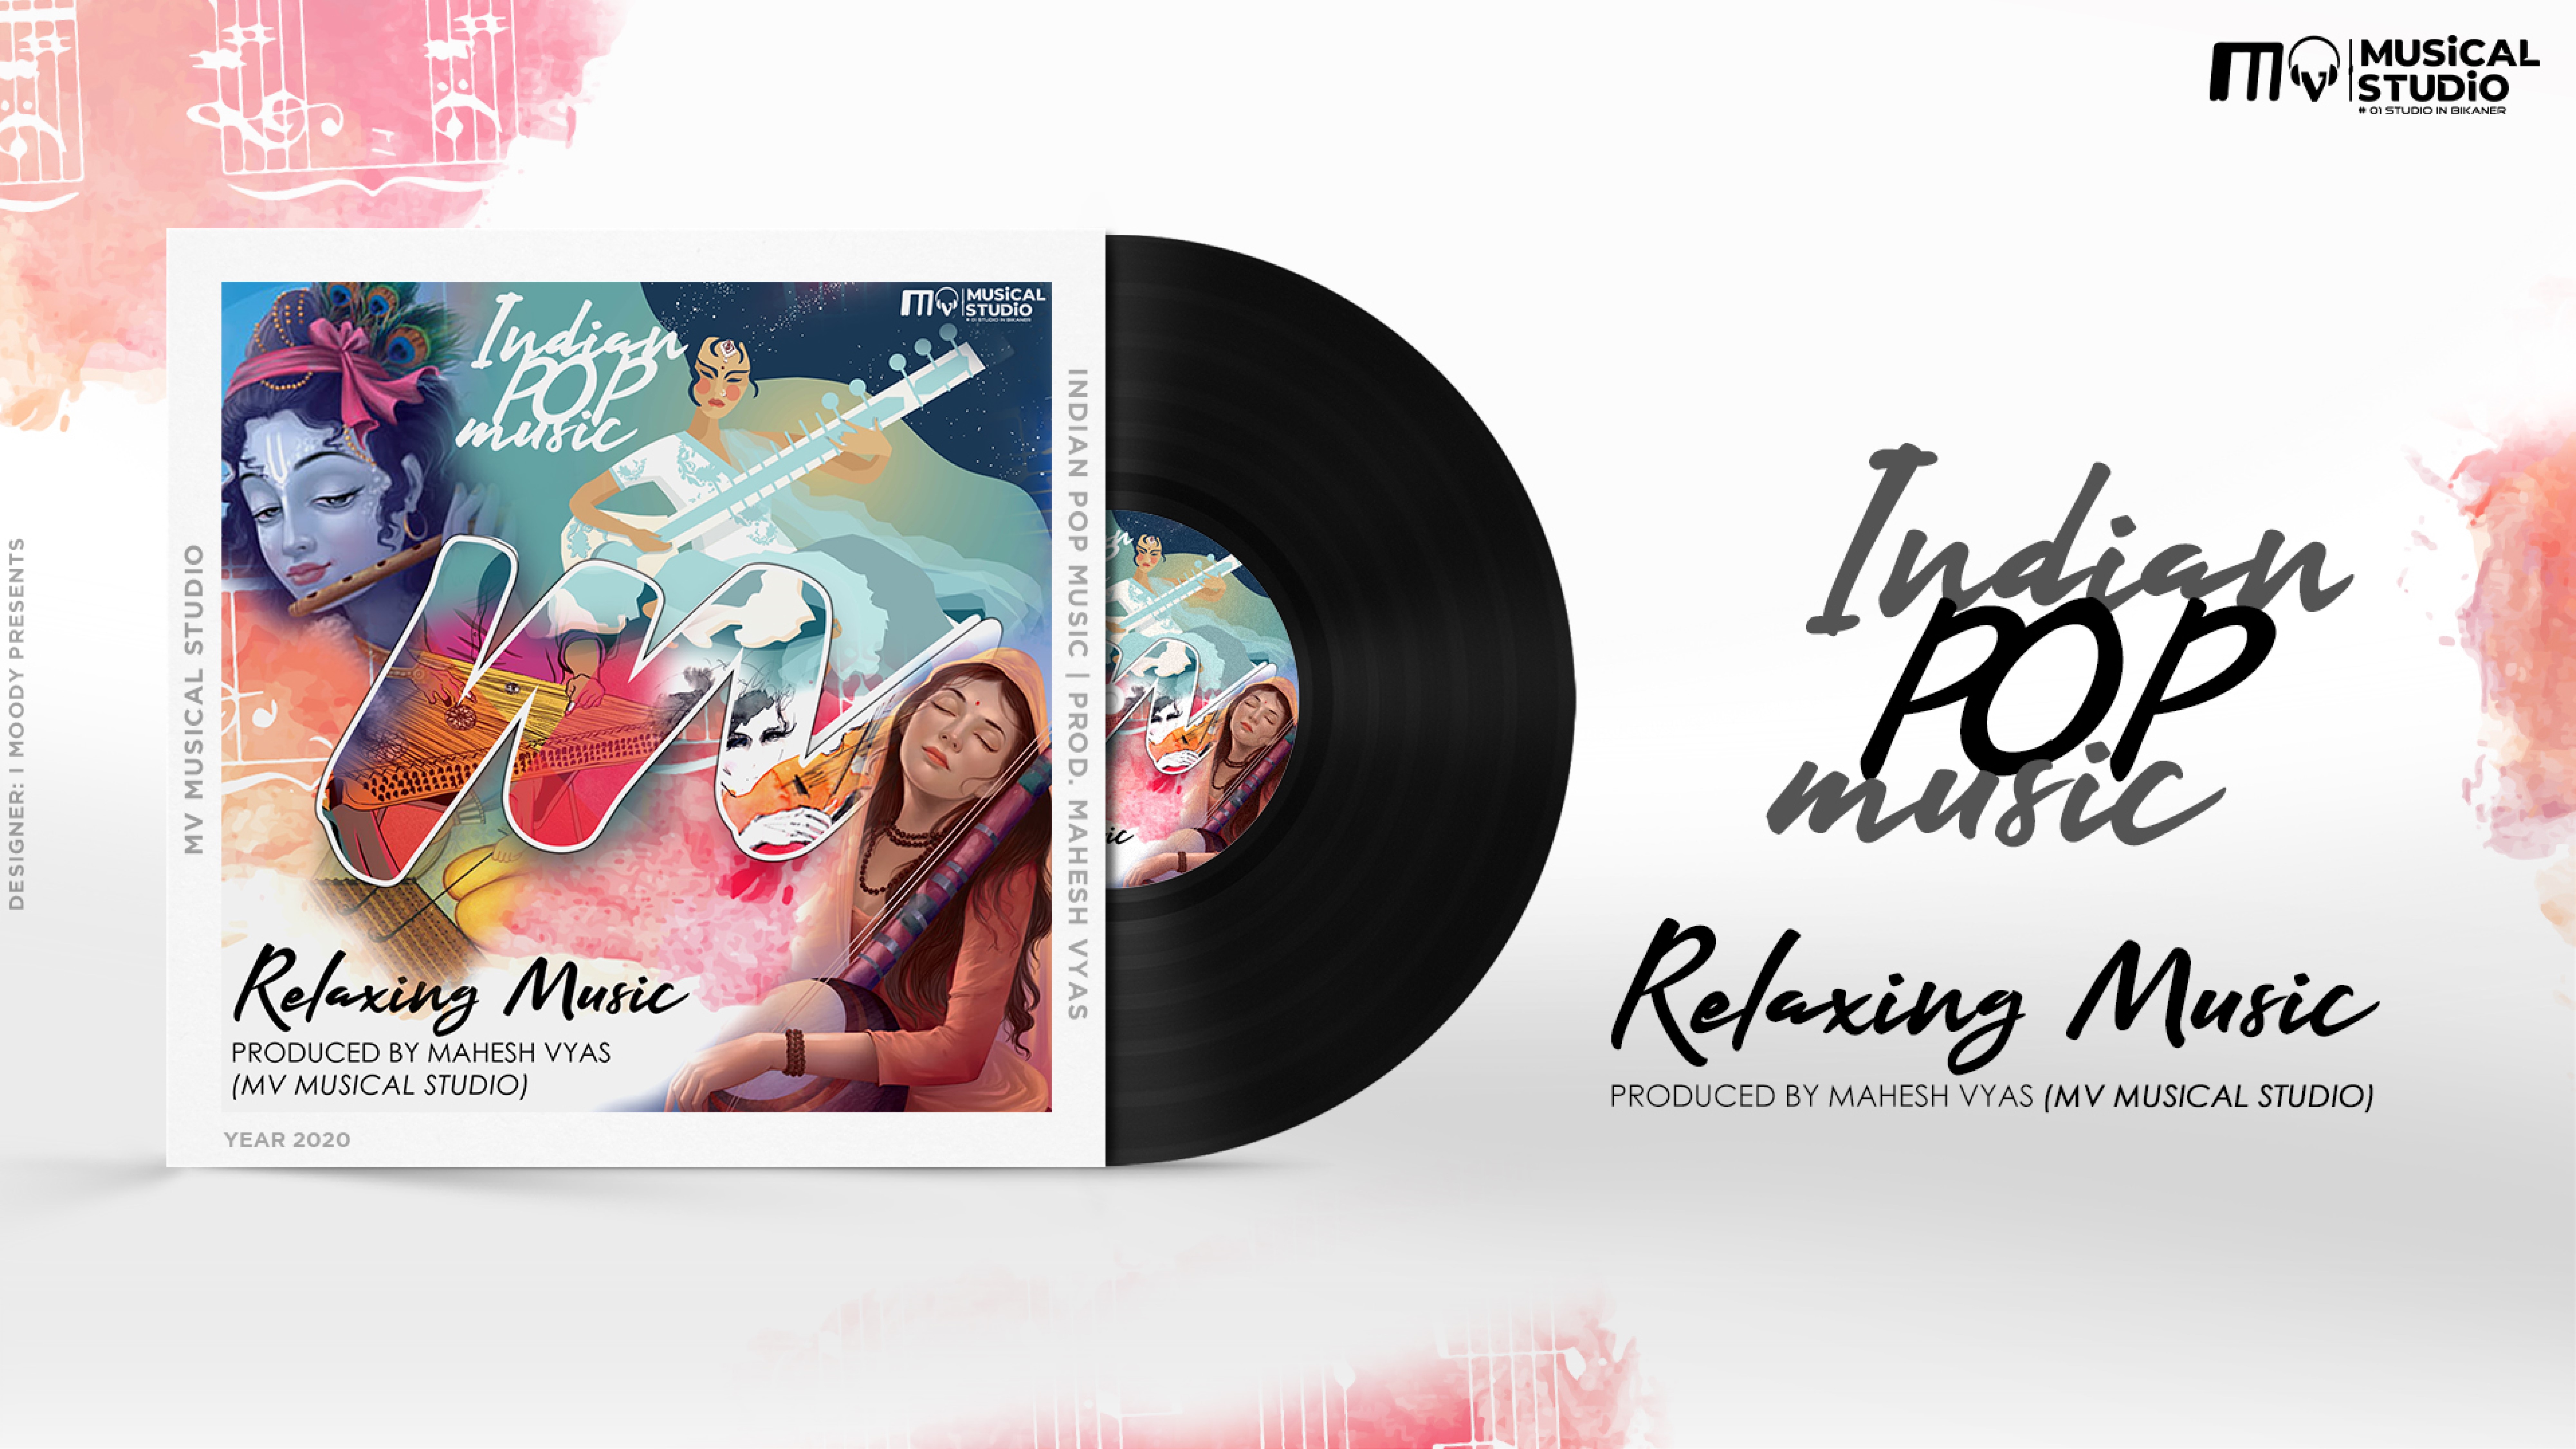 MV MUSiCAL
STUDiO
# 01 STUDIO IN BIKANER
DESIGNER: I MOODY PRESENTS
MV MUSICAL STUDIO
Indian
POP
music
MV MUSiCAL
STUDiO
# 01 STUDIO IN BIKANER
m
Relaxing Music
PRODUCED BY MAHESH VYAS
(MV MUSICAL STUDIO)
YEAR 2020
INDIAN POP MUSIC | PROD. MAHESH VYAS
Indian
POP
music
Relaxing Music
PRODUCED BY MAHESH VYAS (MV MUSICAL STUDIO)